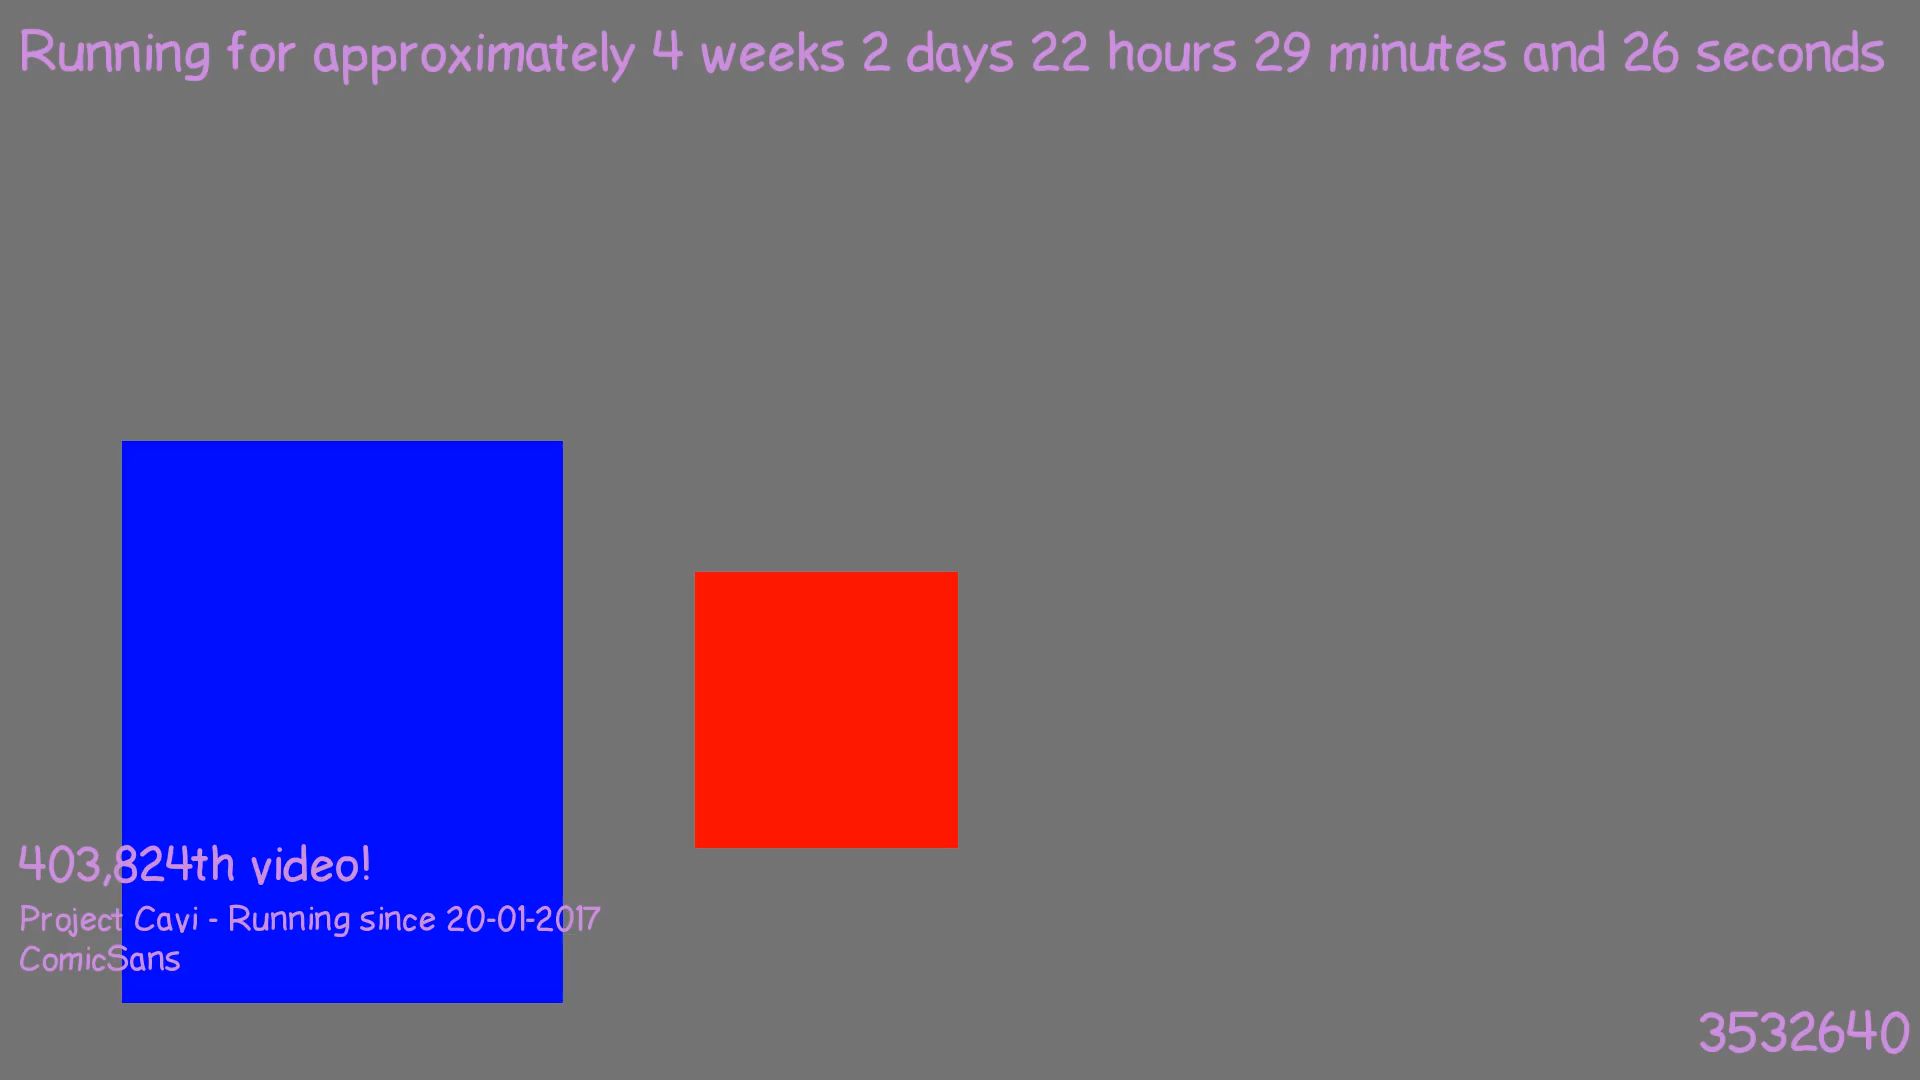 Running for approximately 4 weeks 2 days 22 hours 29 minutes and 26 seconds
403,824th video!
Project Cavi - Running since 20-01-2017
ComicSans
3532640